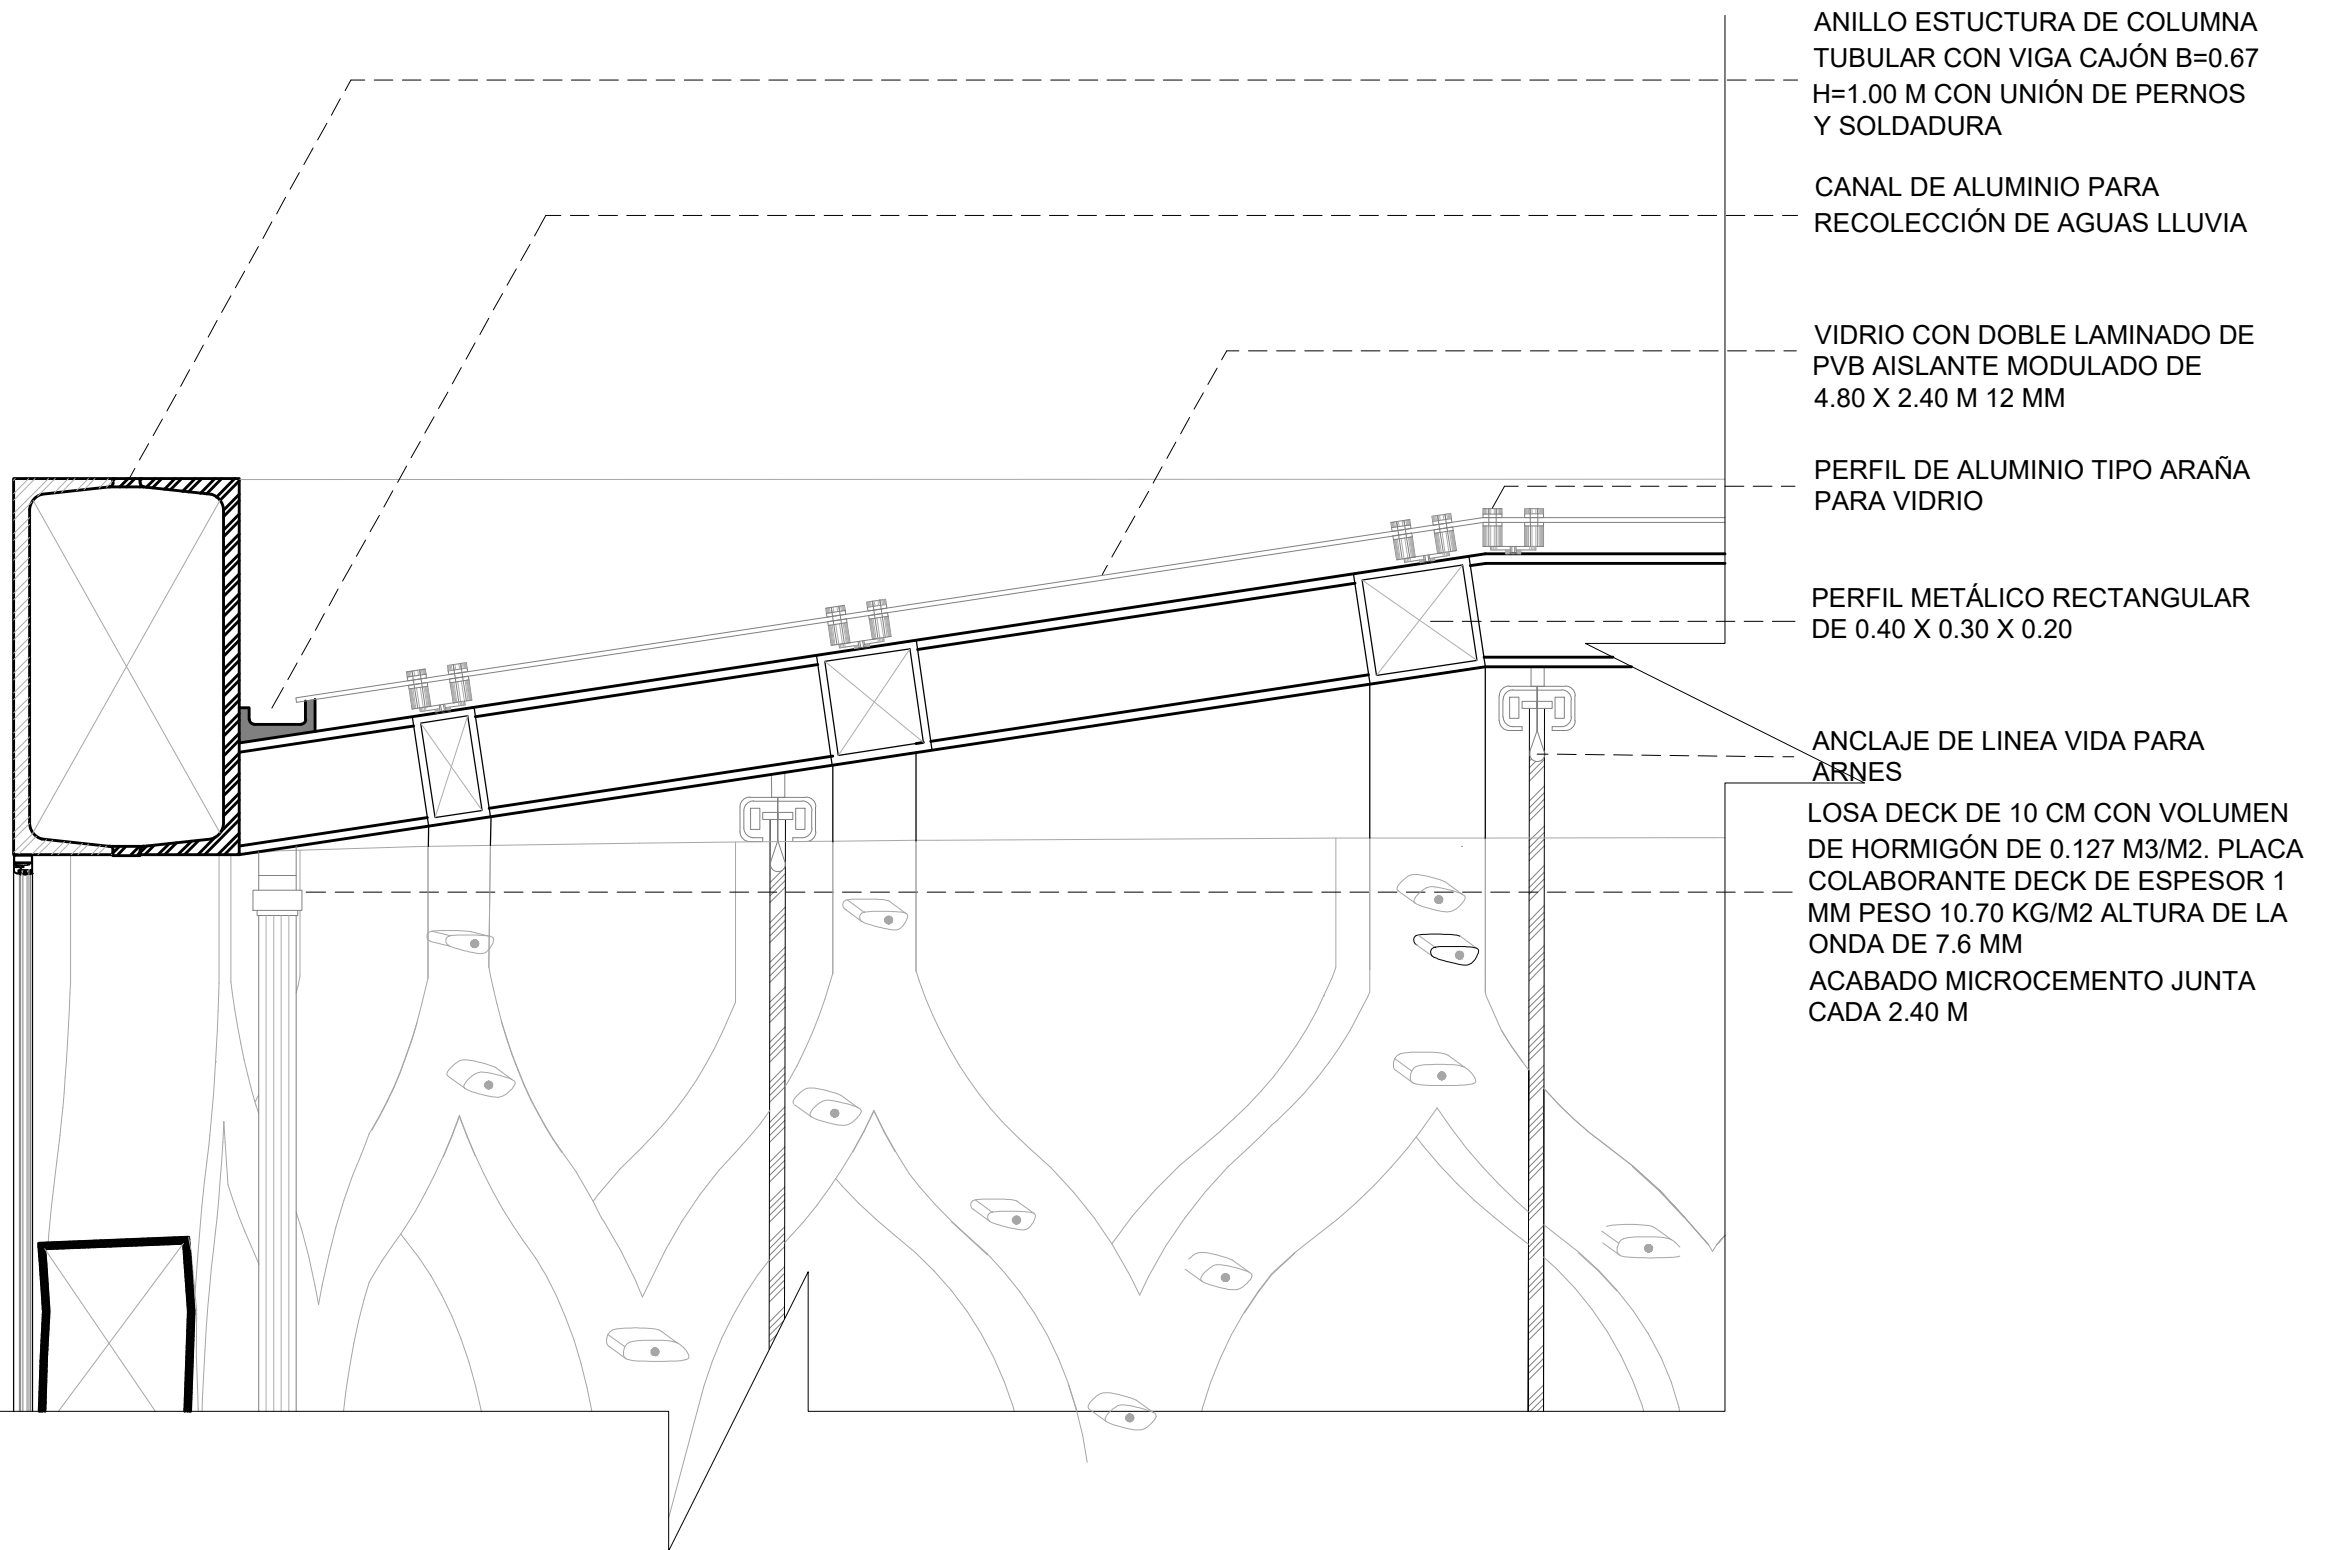 ANILLO ESTUCTURA DE COLUMNA
TUBULAR CON VIGA CAJÓN B=0.67
H=1.00 M CON UNIÓN DE PERNOS
Y SOLDADURA
CANAL DE ALUMINIO PARA
RECOLECCIÓN DE AGUAS LLUVIA
VIDRIO CON DOBLE LAMINADO DE
PVB AISLANTE MODULADO DE
4.80 X 2.40 M 12 MM
PERFIL DE ALUMINIO TIPO ARAÑA
PARA VIDRIO
PERFIL METÁLICO RECTANGULAR
DE 0.40 X 0.30 X 0.20
ANCLAJE DE LINEA VIDA PARA
ARNES
LOSA DECK DE 10 CM CON VOLUMEN
DE HORMIGÓN DE 0.127 M3/M2. PLACA
COLABORANTE DECK DE ESPESOR 1
MM PESO 10.70 KG/M2 ALTURA DE LA
ONDA DE 7.6 MM
ACABADO MICROCEMENTO JUNTA
CADA 2.40 M